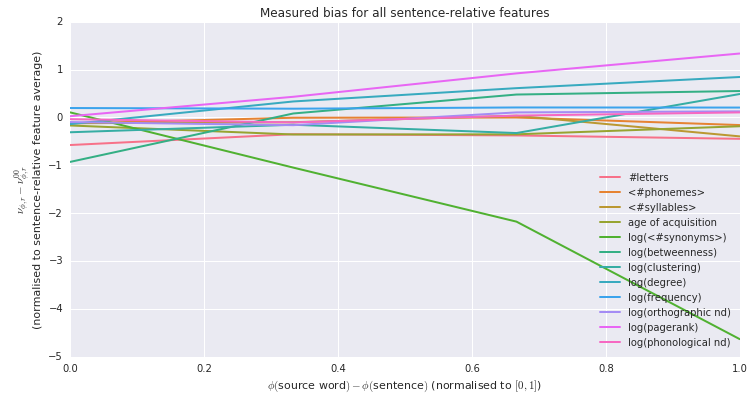 Measured bias for all sentence-relative features
2
1
0
−1
−2
−3
−4
−5
ν_{ϕ,r} − ν_{ϕ,r}^{00}
(normalised to sentence-relative feature average)
#letters
<#phonemes>
<#syllables>
age of acquisition
log(<#synonyms>)
log(betweenness)
log(clustering)
log(degree)
log(frequency)
log(orthographic nd)
log(pagerank)
log(phonological nd)
0.0 0.2 0.4 0.6 0.8 1.0
ϕ(source word) − ϕ(sentence) (normalised to [0, 1])